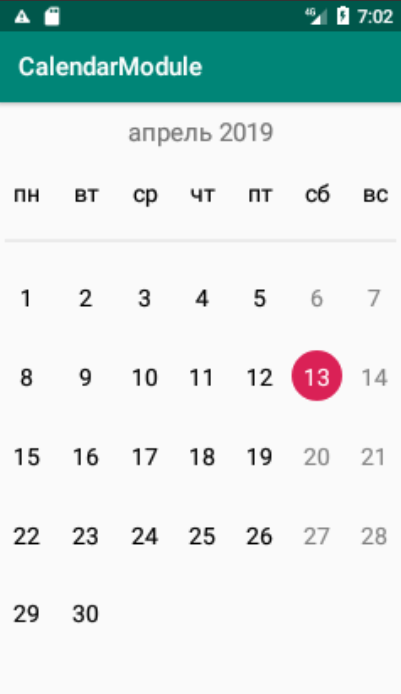 4G 7:02
CalendarModule
апрель 2019
пн вт ср чт пт сб вс
1 2 3 4 5 6 7
8 9 10 11 12 13 14
15 16 17 18 19 20 21
22 23 24 25 26 27 28
29 30